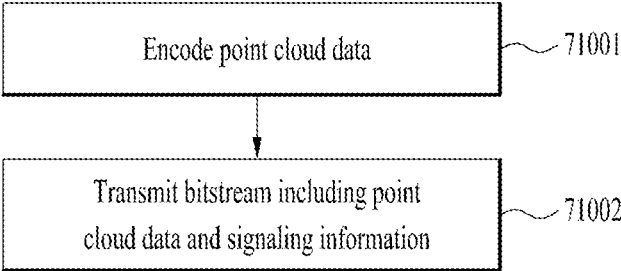 Encode point cloud data
71001
Transmit bitstream including point
cloud data and signaling information
71002